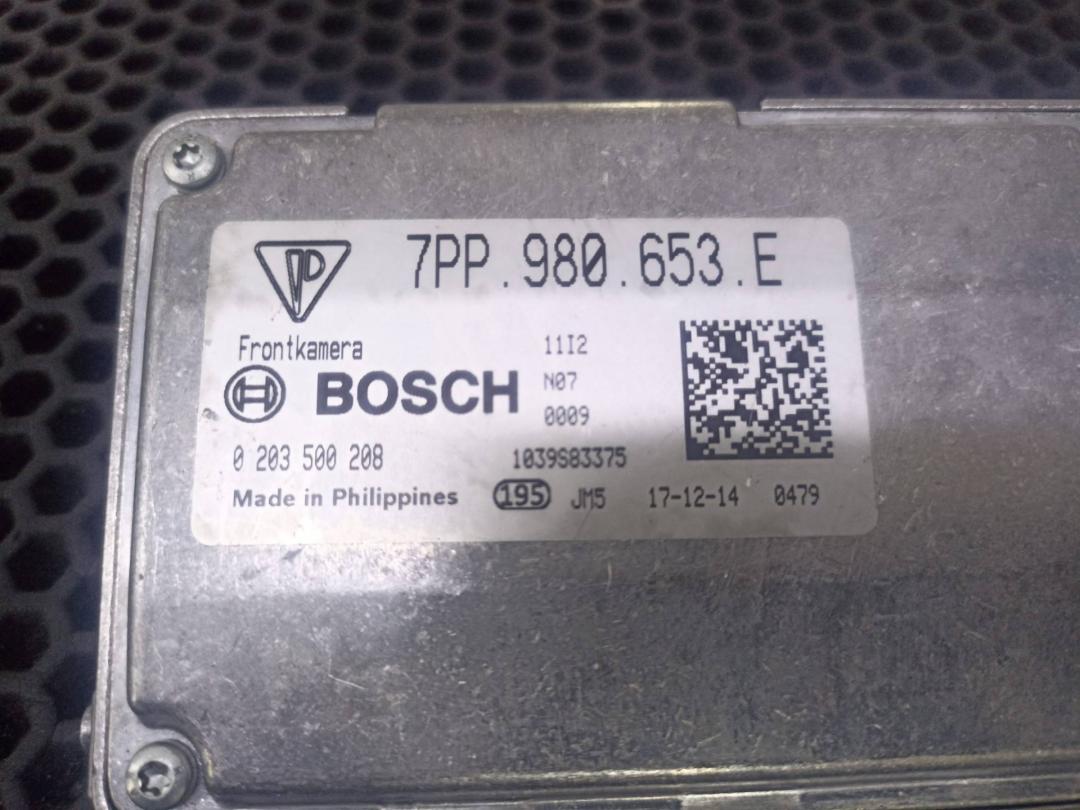 7PP.980.653.E
Frontkamera
11I2
BOSCH
N07
0009
0 203 500 208
1039S83375
Made in Philippines
195 JM5 17-12-14 0479